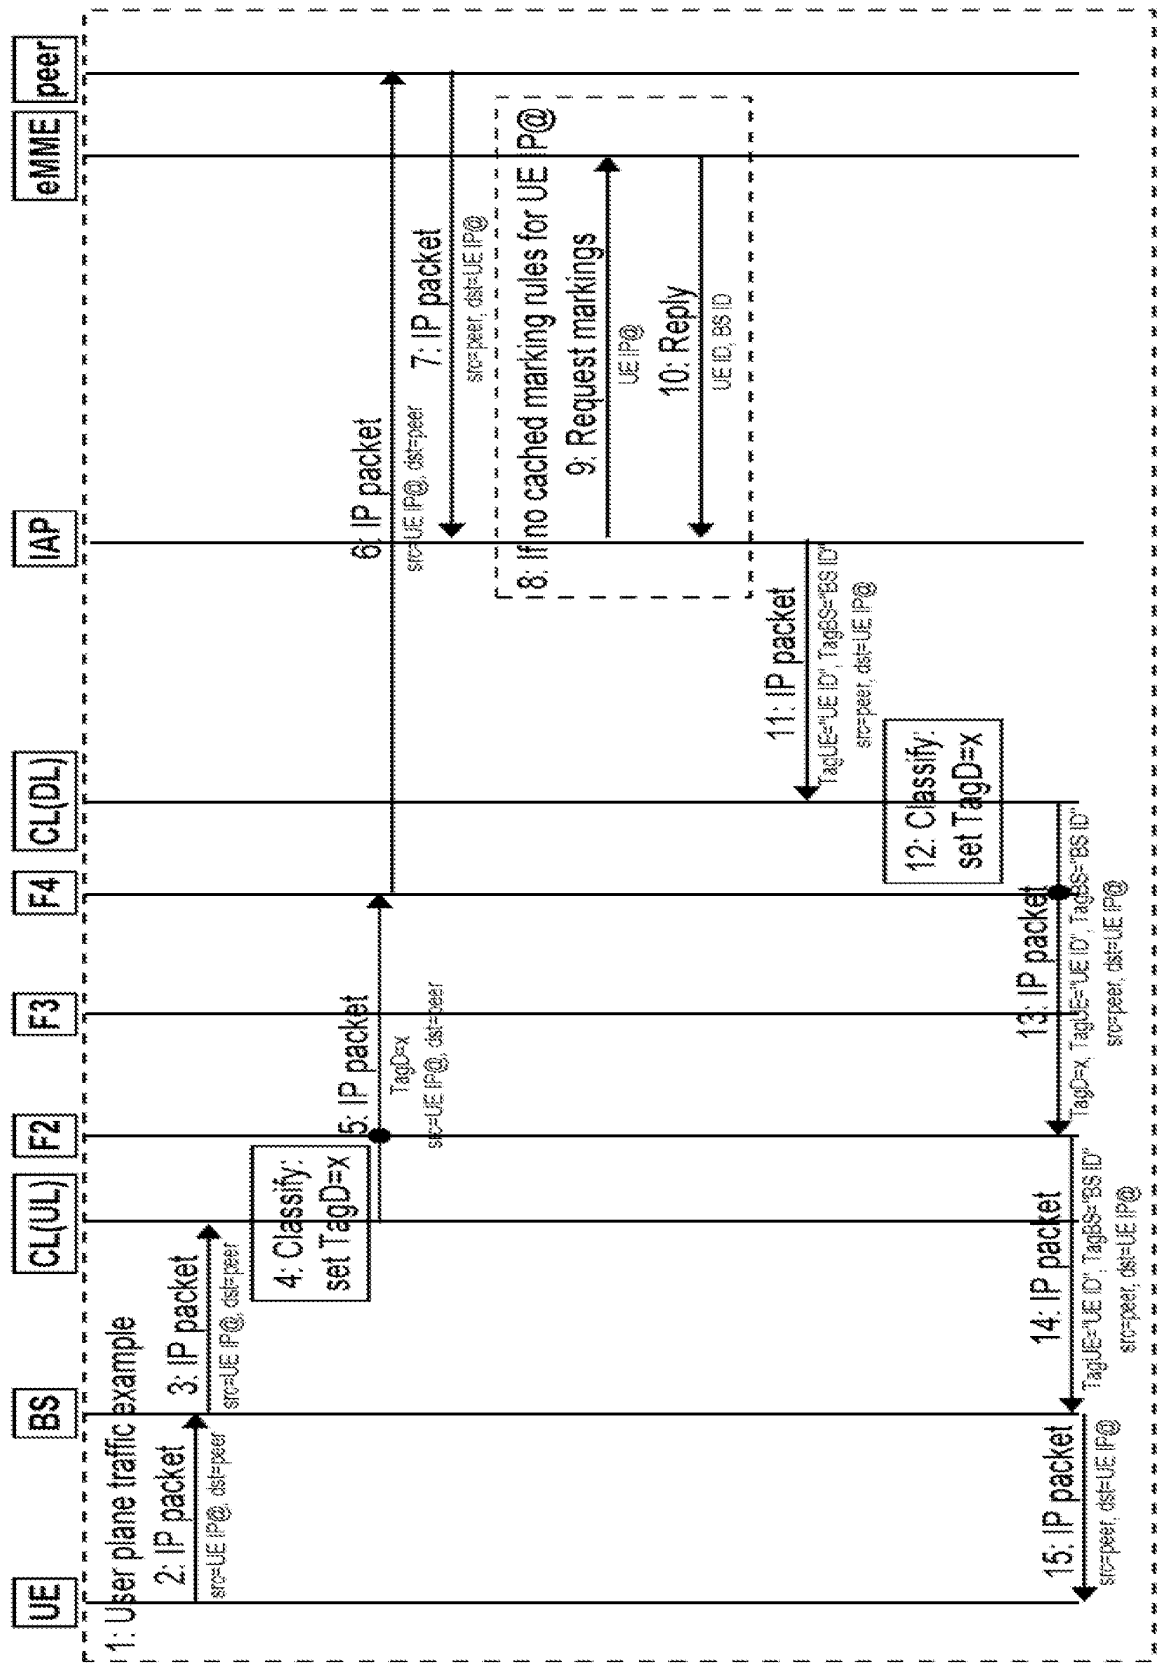 UE
BS
CL(UL)
F2
F3
F4
CL(DL)
IAP
eMME
peer
1: User plane traffic example
2: IP packet
src=UE IP@, dst=peer
3: IP packet
src=UE IP@, dst=peer
4: Classify:
set TagD=x
5: IP packet
TagD=x
src=UE IP@, dst=peer
6: IP packet
src=UE IP@, dst=peer
7: IP packet
src=peer, dst=UE IP@
8: If no cached marking rules for UE IP@
9: Request markings
UE IP@
10: Reply
UE ID, BS ID
11: IP packet
TagUE="UE ID", TagBS="BS ID"
src=peer, dst=UE IP@
12: Classify:
set TagD=x
13: IP packet
TagD=x, TagUE="UE ID", TagBS="BS ID"
src=peer, dst=UE IP@
14: IP packet
TagUE="UE ID", TagBS="BS ID"
src=peer, dst=UE IP@
15: IP packet
src=peer, dst=UE IP@